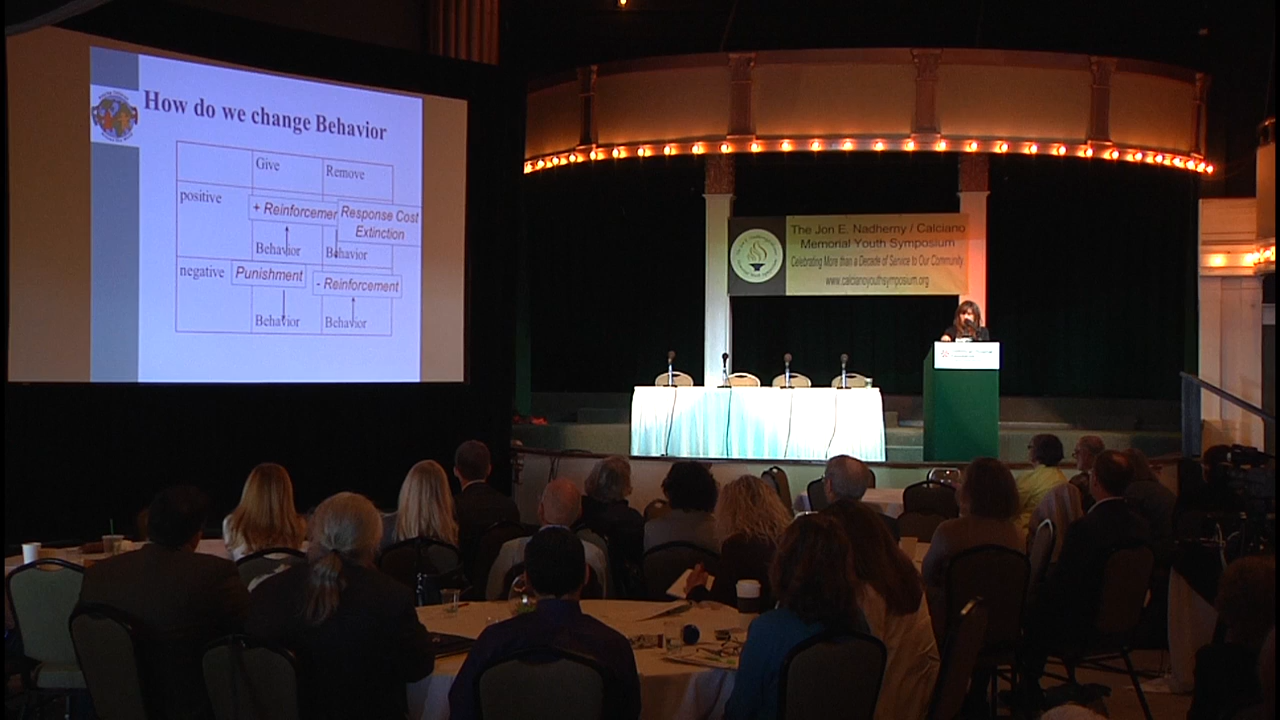 How do we change Behavior
Give
Remove
positive
+ Reinforcemen
Response Cost
Extinction
Behavior
Behavior
negative
Punishment
- Reinforcement
Behavior
Behavior
The Jon E. Nadherny / Calciano
Memorial Youth Symposium
Celebrating More than a Decade of Service to Our Community
www.calcianoyouthsymposium.org